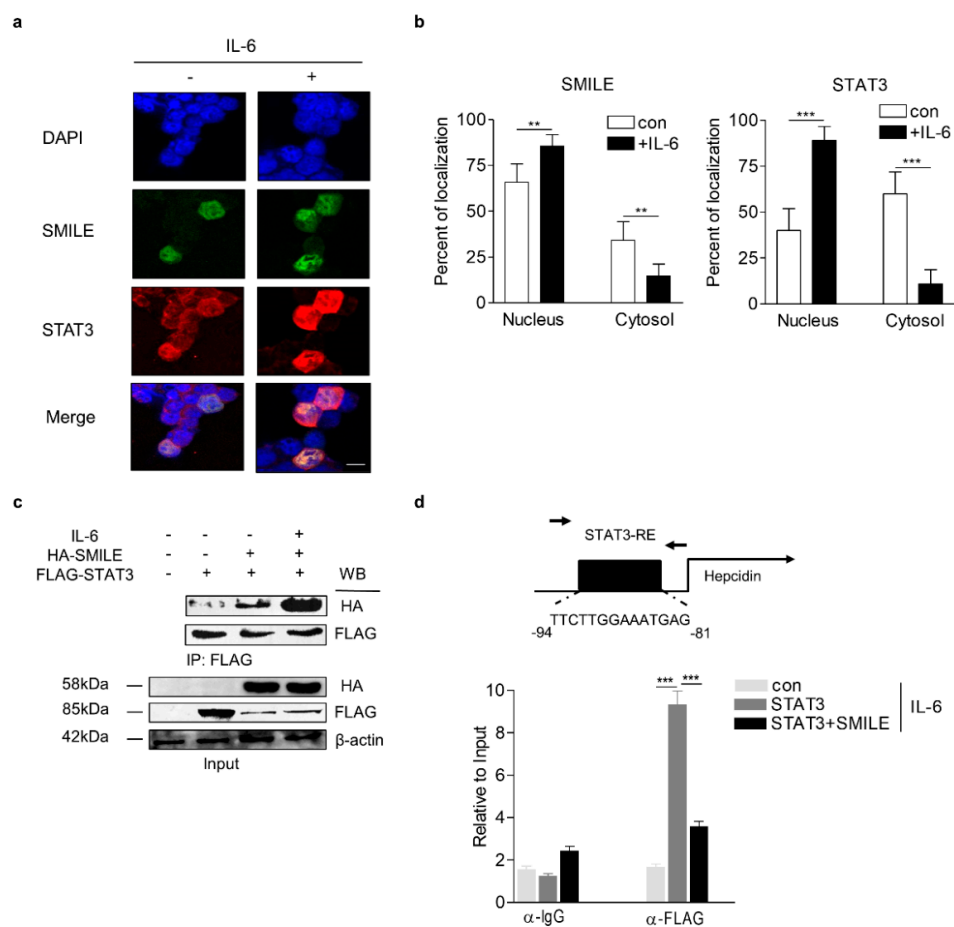 a
IL-6
- +
DAPI
SMILE
STAT3
Merge
b
SMILE
Percent of localization
100
75
50
25
0
con
+IL-6
**
**
Nucleus Cytosol
STAT3
Percent of localization
100
75
50
25
0
con
+IL-6
***
***
Nucleus Cytosol
c
IL-6 - - - +
HA-SMILE - - + +
FLAG-STAT3 - + + + WB
HA
FLAG
IP: FLAG
58kDa HA
85kDa FLAG
42kDa β-actin
Input
d
STAT3-RE
Hepcidin
TTCTTGGAAATGAG
-94 -81
Relative to Input
10
8
6
4
2
0
*** ***
con
STAT3
STAT3+SMILE
IL-6
α-IgG α-FLAG